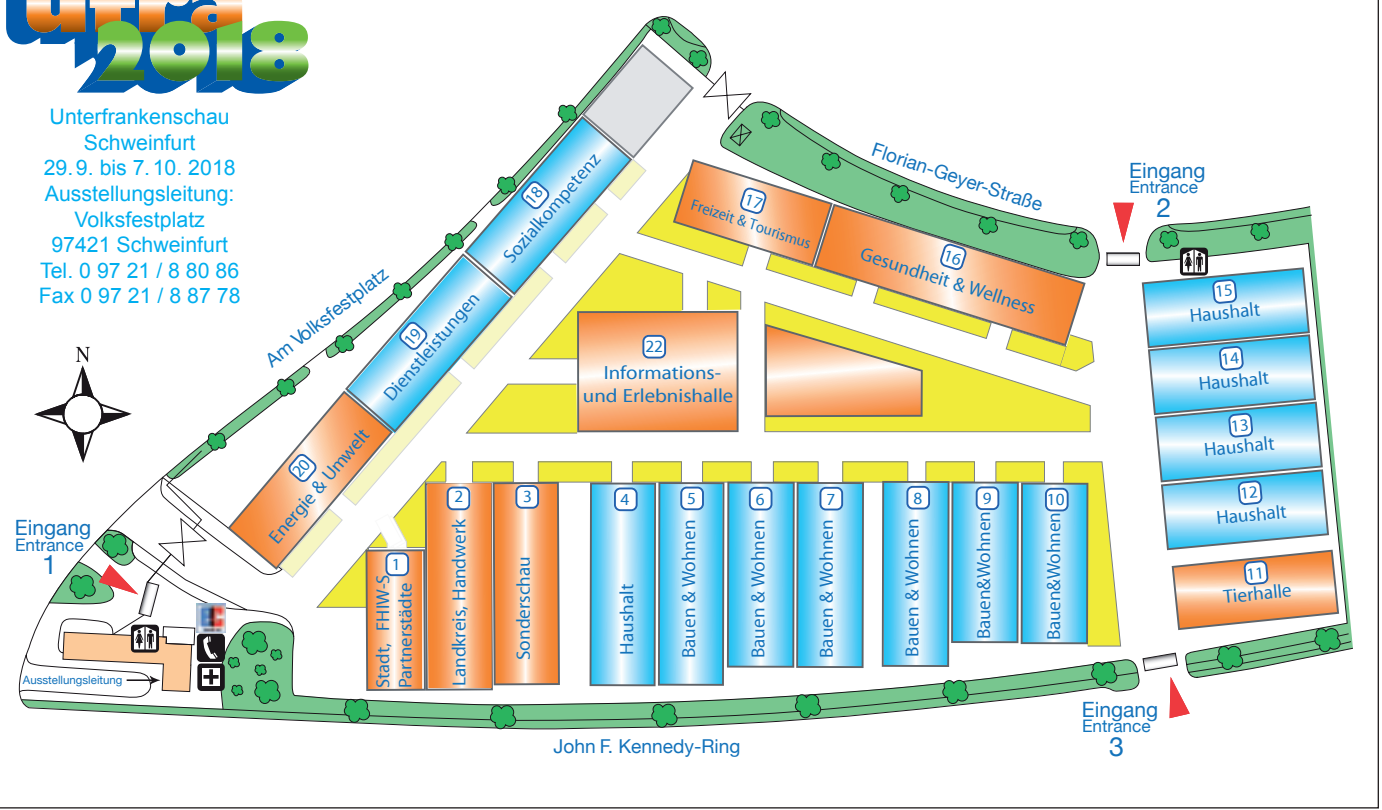 ufra
2018
Unterfrankenschau
Schweinfurt
29.9. bis 7.10. 2018
Ausstellungsleitung:
Volksfestplatz
97421 Schweinfurt
Tel. 0 97 21 / 8 80 86
Fax 0 97 21 / 8 87 78
N
Am Volksfestplatz
Florian-Geyer-Straße
Eingang
Entrance
2
18
Sozialkompetenz
19
Dienstleistungen
20
Energie & Umwelt
17
Freizeit & Tourismus
16
Gesundheit & Wellness
22
Informations-
und Erlebnishalle
15
Haushalt
14
Haushalt
13
Haushalt
12
Haushalt
11
Tierhalle
Eingang
Entrance
1
1
Stadt, FHIW-S
Partnerstädte
2
Landkreis, Handwerk
3
Sonderschau
4
Haushalt
5
Bauen & Wohnen
6
Bauen & Wohnen
7
Bauen & Wohnen
8
Bauen & Wohnen
9
Bauen&Wohnen
10
Bauen&Wohnen
EC
Ausstellungsleitung
Eingang
Entrance
3
John F. Kennedy-Ring